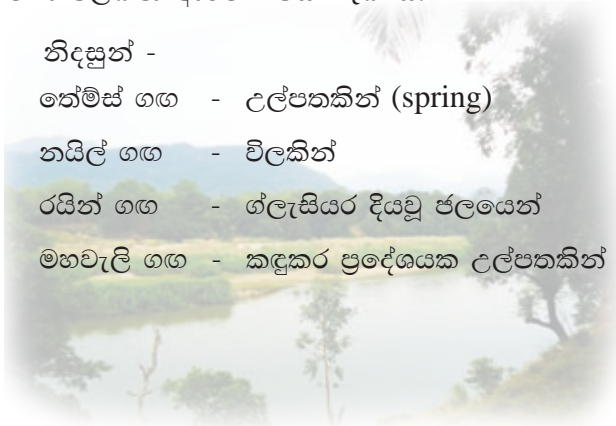 නිදසුන් -
තේම්ස් ගඟ - උල්පතකින් (spring)
නයිල් ගඟ - විලකින්
රයින් ගඟ - ග්ලැසියර දියවූ ජලයෙන්
මහවැලි ගඟ - කඳුකර ප්‍රදේශයක උල්පතකින්